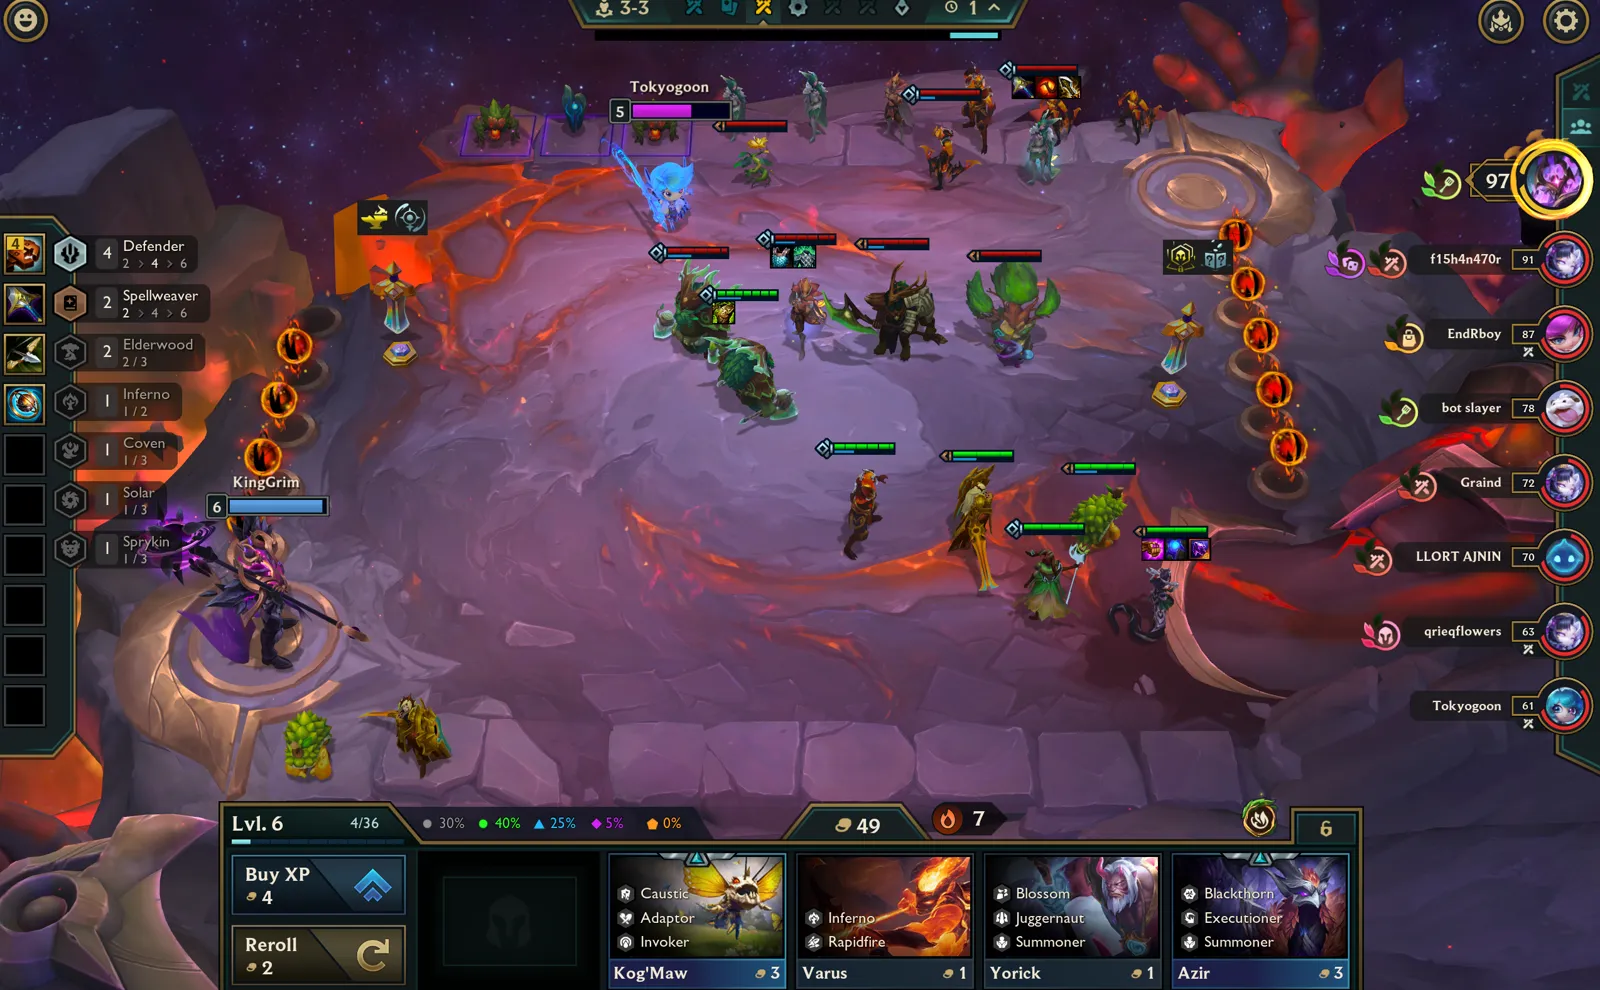 3-3
1
Tokyogoon
5
97
4
4
Defender
2 > 4 > 6
2
Spellweaver
2 > 4 > 6
2
Elderwood
2 / 3
1
Inferno
1 / 2
1
Coven
1 / 3
1
Solar
1 / 3
1
Sprykin
1 / 3
f15h4n470r
91
EndRboy
87
bot slayer
78
Graind
72
LLORT AJNIN
70
qrieqflowers
63
Tokyogoon
61
KingGrim
6
Lvl. 6
4/36
30%
40%
25%
5%
0%
49
7
6
Buy XP
4
Reroll
2
Caustic
Adaptor
Invoker
Kog'Maw
3
Inferno
Rapidfire
Varus
1
Blossom
Juggernaut
Summoner
Yorick
1
Blackthorn
Executioner
Summoner
Azir
3